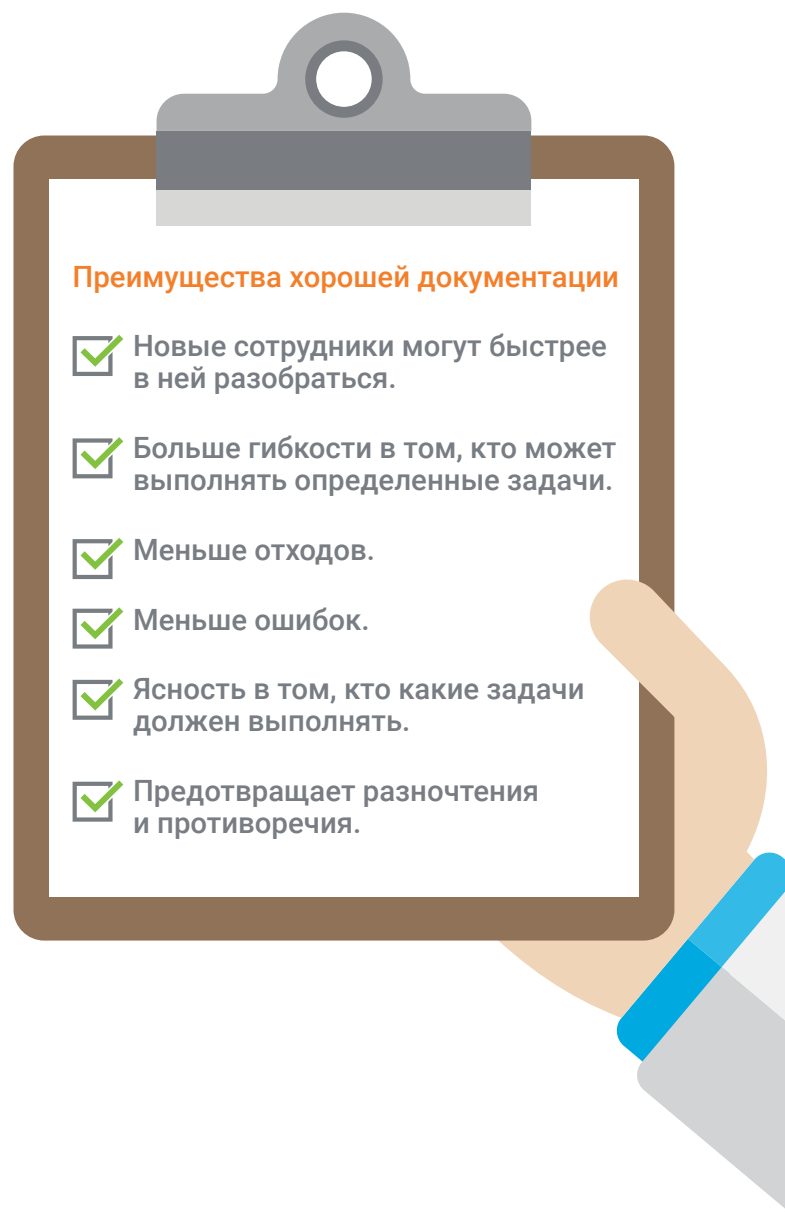 Преимущества хорошей документации
Новые сотрудники могут быстрее
в ней разобраться.
Больше гибкости в том, кто может
выполнять определенные задачи.
Меньше отходов.
Меньше ошибок.
Ясность в том, кто какие задачи
должен выполнять.
Предотвращает разночтения
и противоречия.